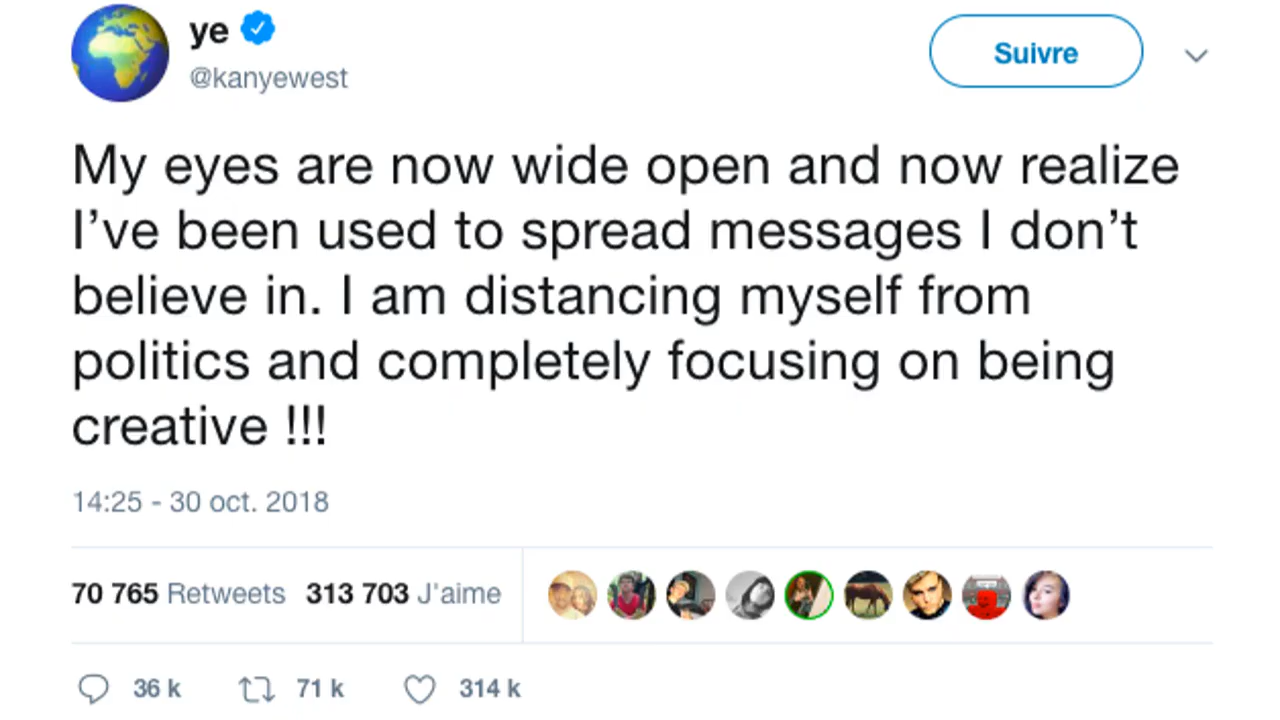 ye
@kanyewest
Suivre
My eyes are now wide open and now realize
I’ve been used to spread messages I don’t
believe in. I am distancing myself from
politics and completely focusing on being
creative !!!
14:25 - 30 oct. 2018
70 765 Retweets 313 703 J'aime
36 k 71 k 314 k